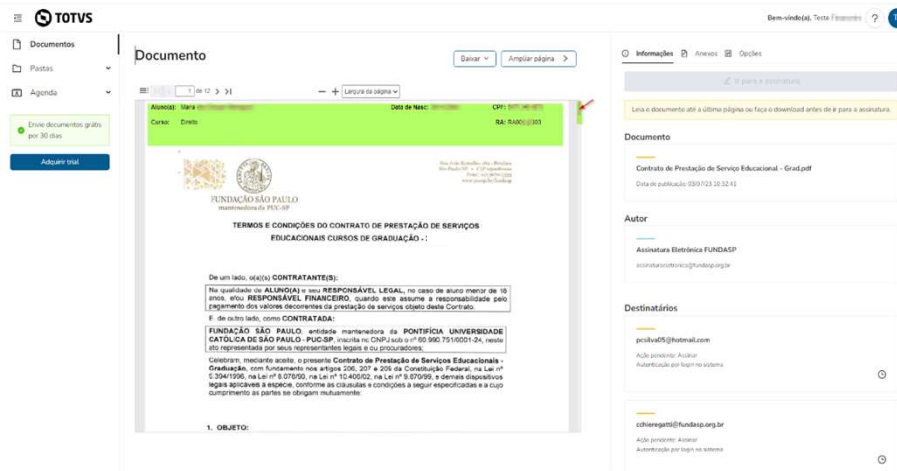 TOTVS
Bem-vindo(a), Teste
Documentos
Pastas
Agenda
Envie documentos grátis
por 30 dias
Adquirir trial
Documento
Baixar
Ampliar página
1 de 12
Largura da página
Aluno(a): Maria
Data de Nasc:
CPF:
Curso: Direito
RA: RA00 303
FUNDAÇÃO SÃO PAULO
mantenedora da PUC-SP
TERMOS E CONDIÇÕES DO CONTRATO DE PRESTAÇÃO DE SERVIÇOS
EDUCACIONAIS CURSOS DE GRADUAÇÃO - :
De um lado, o(a)(s) CONTRATANTE(S):
Na qualidade de ALUNO(A) e seu RESPONSÁVEL LEGAL, no caso de aluno menor de 18
anos, e/ou RESPONSÁVEL FINANCEIRO, quando este assume a responsabilidade pelo
pagamento dos valores decorrentes da prestação de serviços objeto deste Contrato.
E, de outro lado, como CONTRATADA:
FUNDAÇÃO SÃO PAULO, entidade mantenedora da PONTIFÍCIA UNIVERSIDADE
CATÓLICA DE SÃO PAULO - PUC-SP, inscrita no CNPJ sob o nº 60.990.751/0001-24, neste
ato representada por seus representantes legais e ou procuradores;
Celebram, mediante aceite, o presente Contrato de Prestação de Serviços Educacionais -
Graduação, com fundamento nos artigos 206, 207 e 209 da Constituição Federal, na Lei nº
9.394/1996, na Lei nº 8.078/90, na Lei nº 10.406/02, na Lei nº 9.870/99, e demais dispositivos
legais aplicáveis à espécie, conforme as cláusulas e condições a seguir especificadas e a cujo
cumprimento as partes se obrigam mutuamente:
1. OBJETO:
Informações
Anexos
Opções
Ir para a assinatura
Leia o documento até a última página ou faça o download antes de ir para a assinatura.
Documento
Contrato de Prestação de Serviço Educacional - Grad.pdf
Data de publicação: 03/07/23 10:32:41
Autor
Assinatura Eletrônica FUNDASP
Destinatários
pcsilva05@hotmail.com
Ação pendente: Assinar
Autenticação por login no sistema
cchieregatti@fundasp.org.br
Ação pendente: Assinar
Autenticação por login no sistema